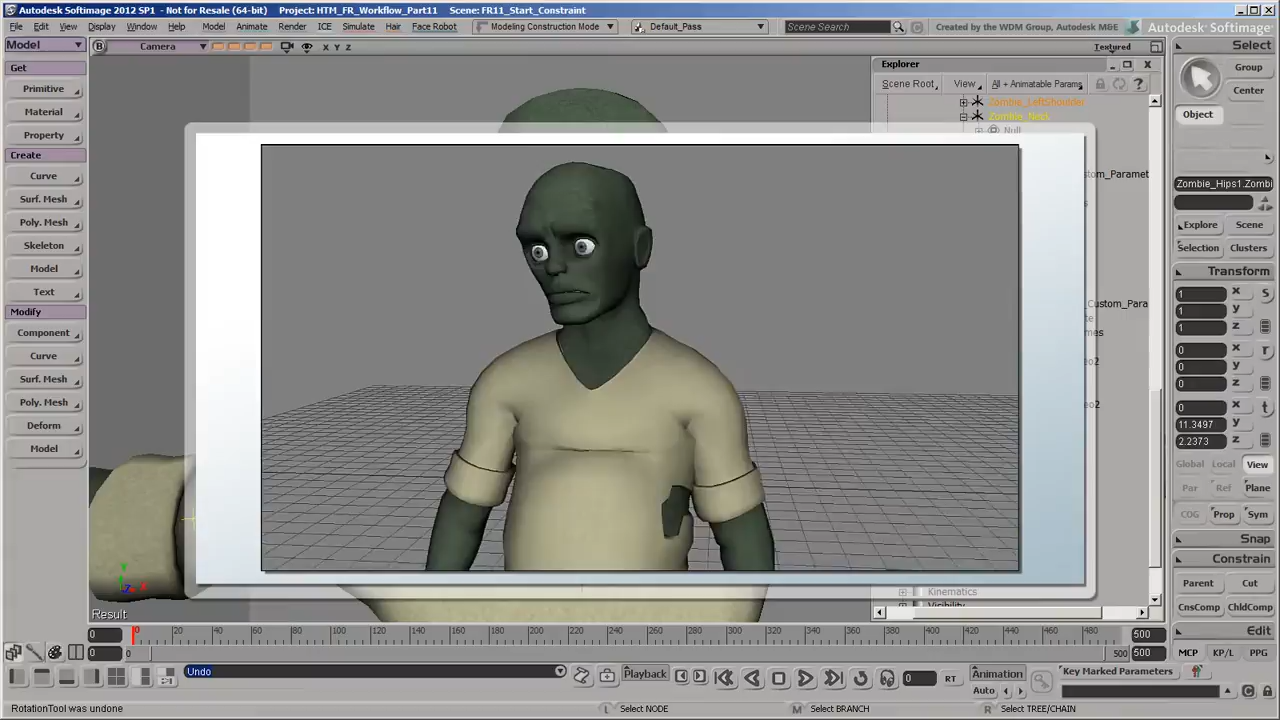 Autodesk Softimage 2012 SP1 - Not for Resale (64-bit) Project: HTM_FR_Workflow_Part11 Scene: FR11_Start_Constraint
File Edit View Display Window Help Model Animate Render ICE Simulate Hair Face Robot Modeling Construction Mode Default_Pass Scene Search Created by the WDM Group, Autodesk M&E Autodesk Softimage
Model B Camera X Y Z Textured Select
Get Explorer Group
Primitive Scene Root View All + Animatable Params ? Center
Material Zombie_LeftShoulder Object
Property Zombie_Neck
Null
Create
Curve
Surf. Mesh Zombie_Hips1.Zombi
Poly. Mesh Explore Scene
Skeleton Selection Clusters
Model Transform
Text 1 x s
Modify 1 y
Component 1 z
Curve 0 x r
Surf. Mesh 0 y
Poly. Mesh 0 z
Deform 0 x t
Model 11.3497 y
2.2373 z
Global Local View
Par Ref Plane
COG Prop Sym
Snap
Constrain
Parent Cut
Kinematics CnsComp ChldComp
Result Visibility
0 0 20 40 60 80 100 120 140 160 180 200 220 240 260 280 300 320 340 360 380 400 420 440 460 480 500 Edit
0 0 500 500 MCP KP/L PPG
Undo Playback 0 RT Animation Key Marked Parameters
Auto
RotationTool was undone L Select NODE M Select BRANCH R Select TREE/CHAIN